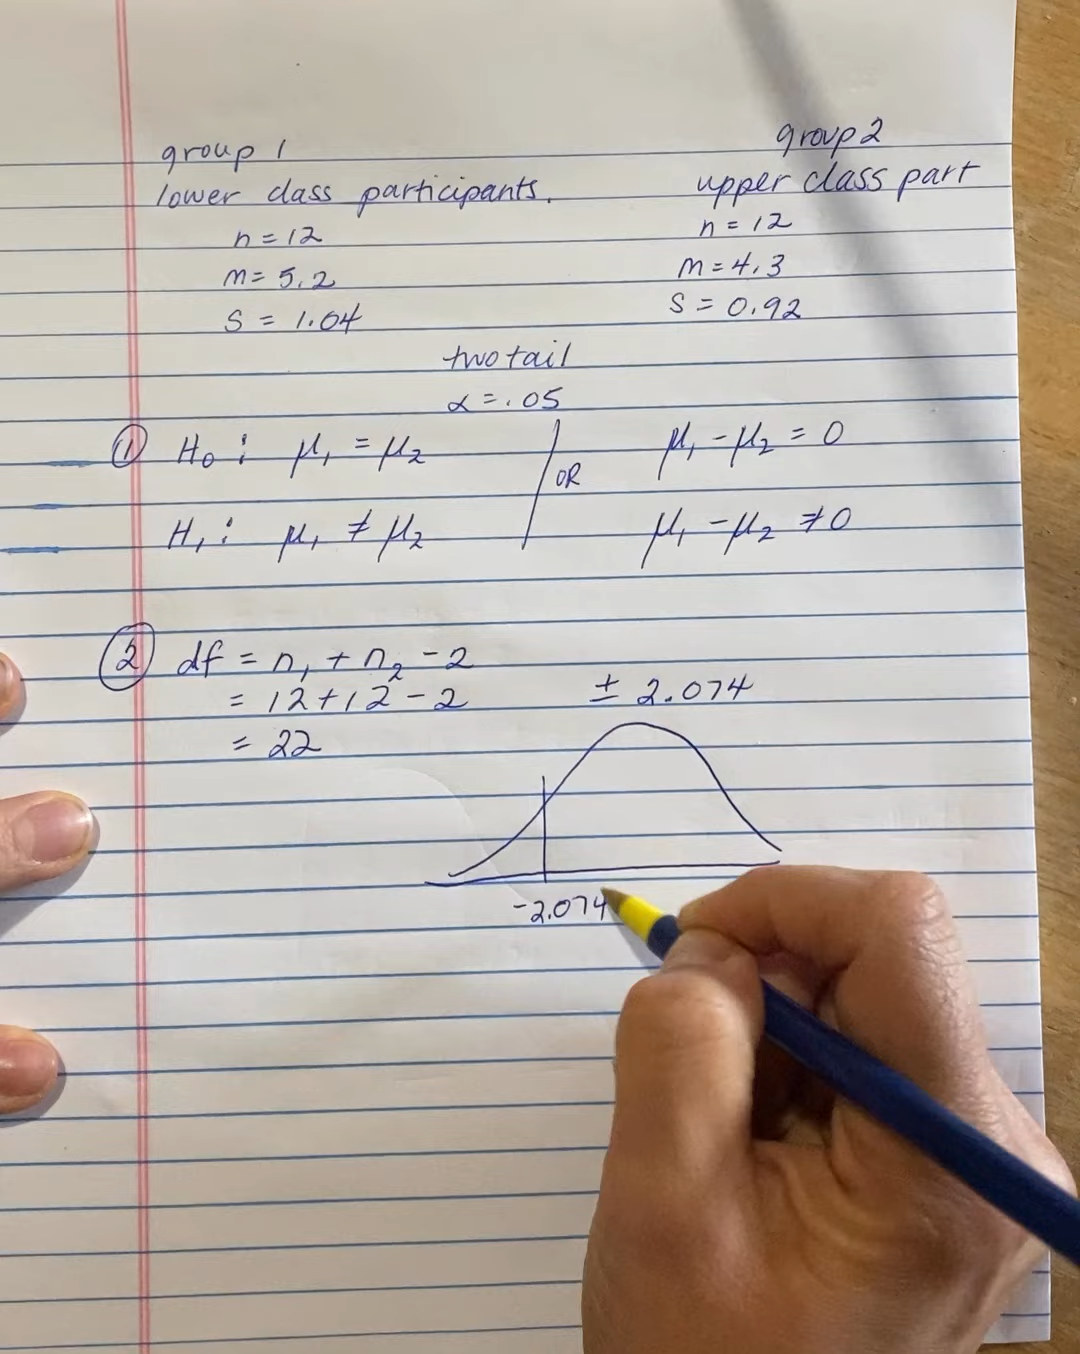 group 1
lower class participants.
n = 12
m = 5.2
s = 1.04
group 2
upper class part
n = 12
m = 4.3
s = 0.92
two tail
α = .05
① H₀ : μ₁ = μ₂ OR μ₁ - μ₂ = 0
H₁ : μ₁ ≠ μ₂ μ₁ - μ₂ ≠ 0
② df = n₁ + n₂ - 2
= 12 + 12 - 2
= 22
± 2.074
-2.074